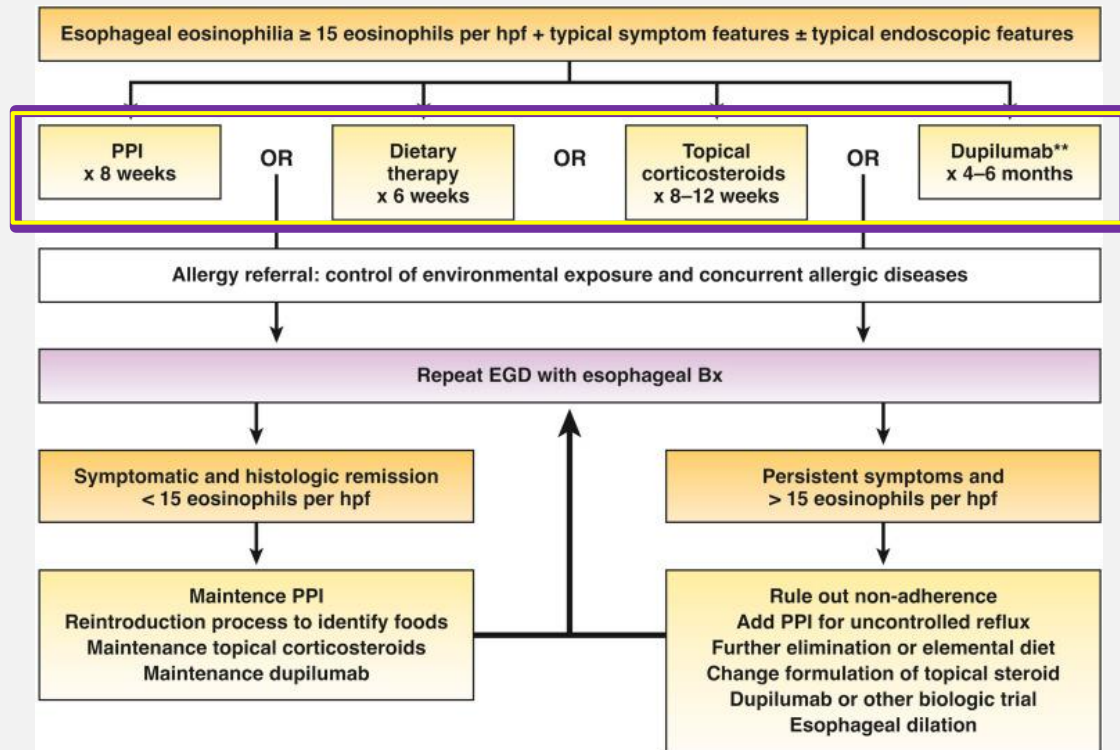 Esophageal eosinophilia ≥ 15 eosinophils per hpf + typical symptom features ± typical endoscopic features
PPI
x 8 weeks
OR
Dietary
therapy
x 6 weeks
OR
Topical
corticosteroids
x 8–12 weeks
OR
Dupilumab**
x 4–6 months
Allergy referral: control of environmental exposure and concurrent allergic diseases
Repeat EGD with esophageal Bx
Symptomatic and histologic remission
< 15 eosinophils per hpf
Persistent symptoms and
> 15 eosinophils per hpf
Maintence PPI
Reintroduction process to identify foods
Maintenance topical corticosteroids
Maintenance dupilumab
Rule out non-adherence
Add PPI for uncontrolled reflux
Further elimination or elemental diet
Change formulation of topical steroid
Dupilumab or other biologic trial
Esophageal dilation